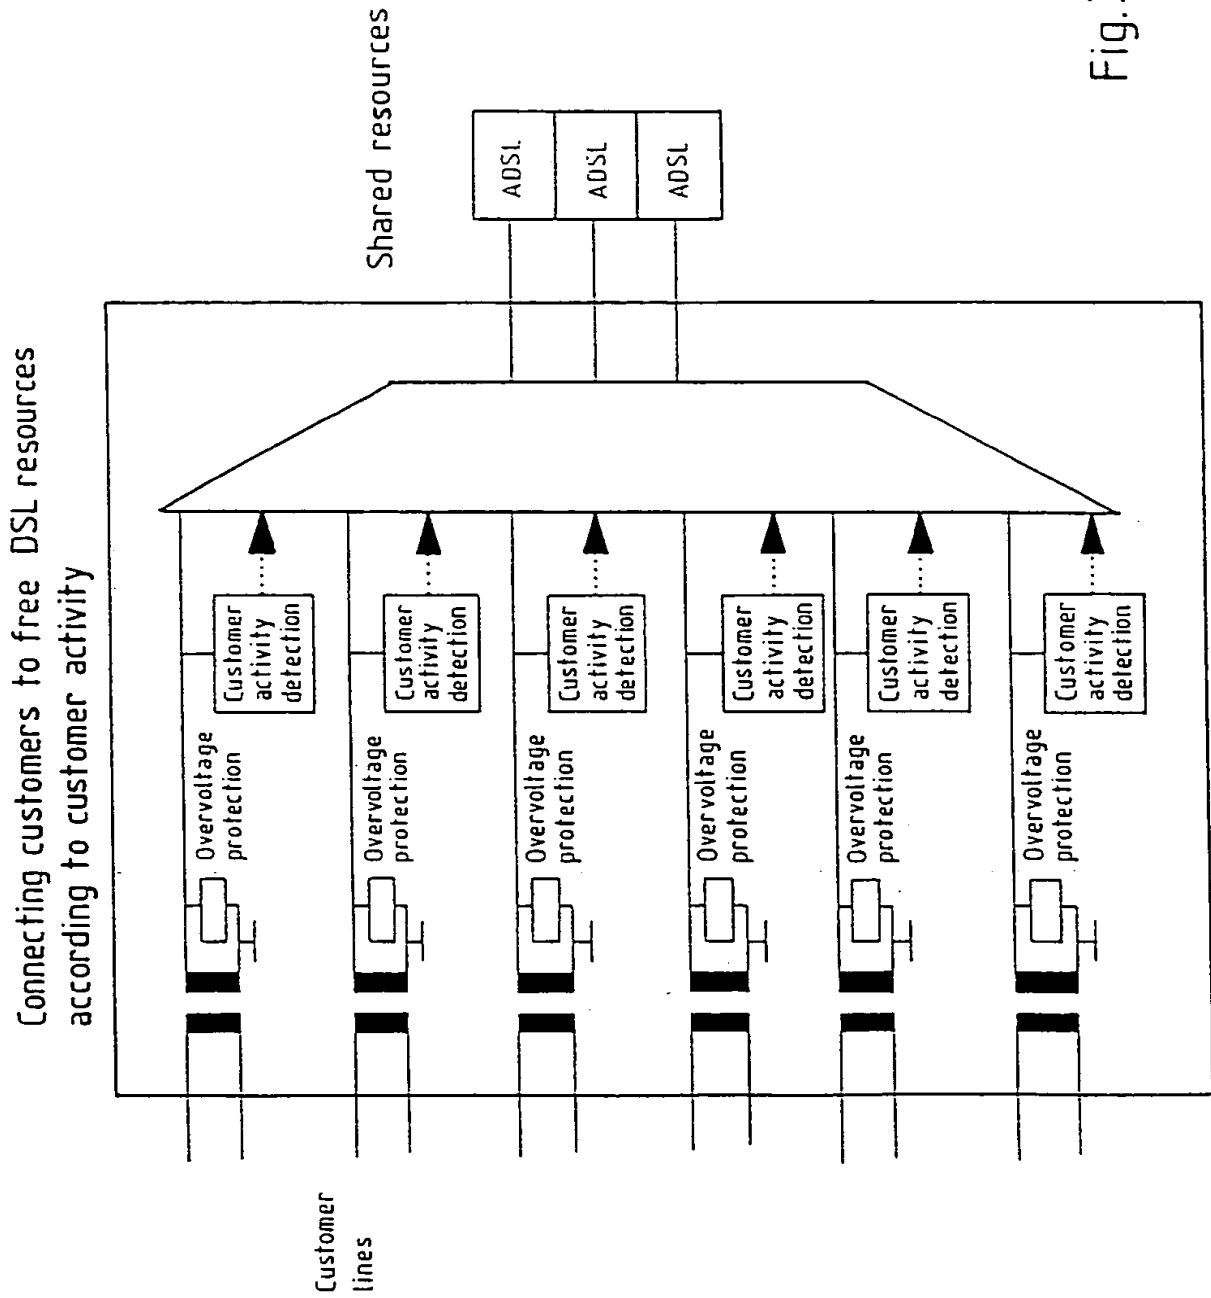 Connecting customers to free DSL resources
according to customer activity
Customer
lines
Overvoltage
protection
Customer
activity
detection
Overvoltage
protection
Customer
activity
detection
Overvoltage
protection
Customer
activity
detection
Overvoltage
protection
Customer
activity
detection
Overvoltage
protection
Customer
activity
detection
Overvoltage
protection
Customer
activity
detection
Shared resources
ADSL
ADSL
ADSL
Fig.